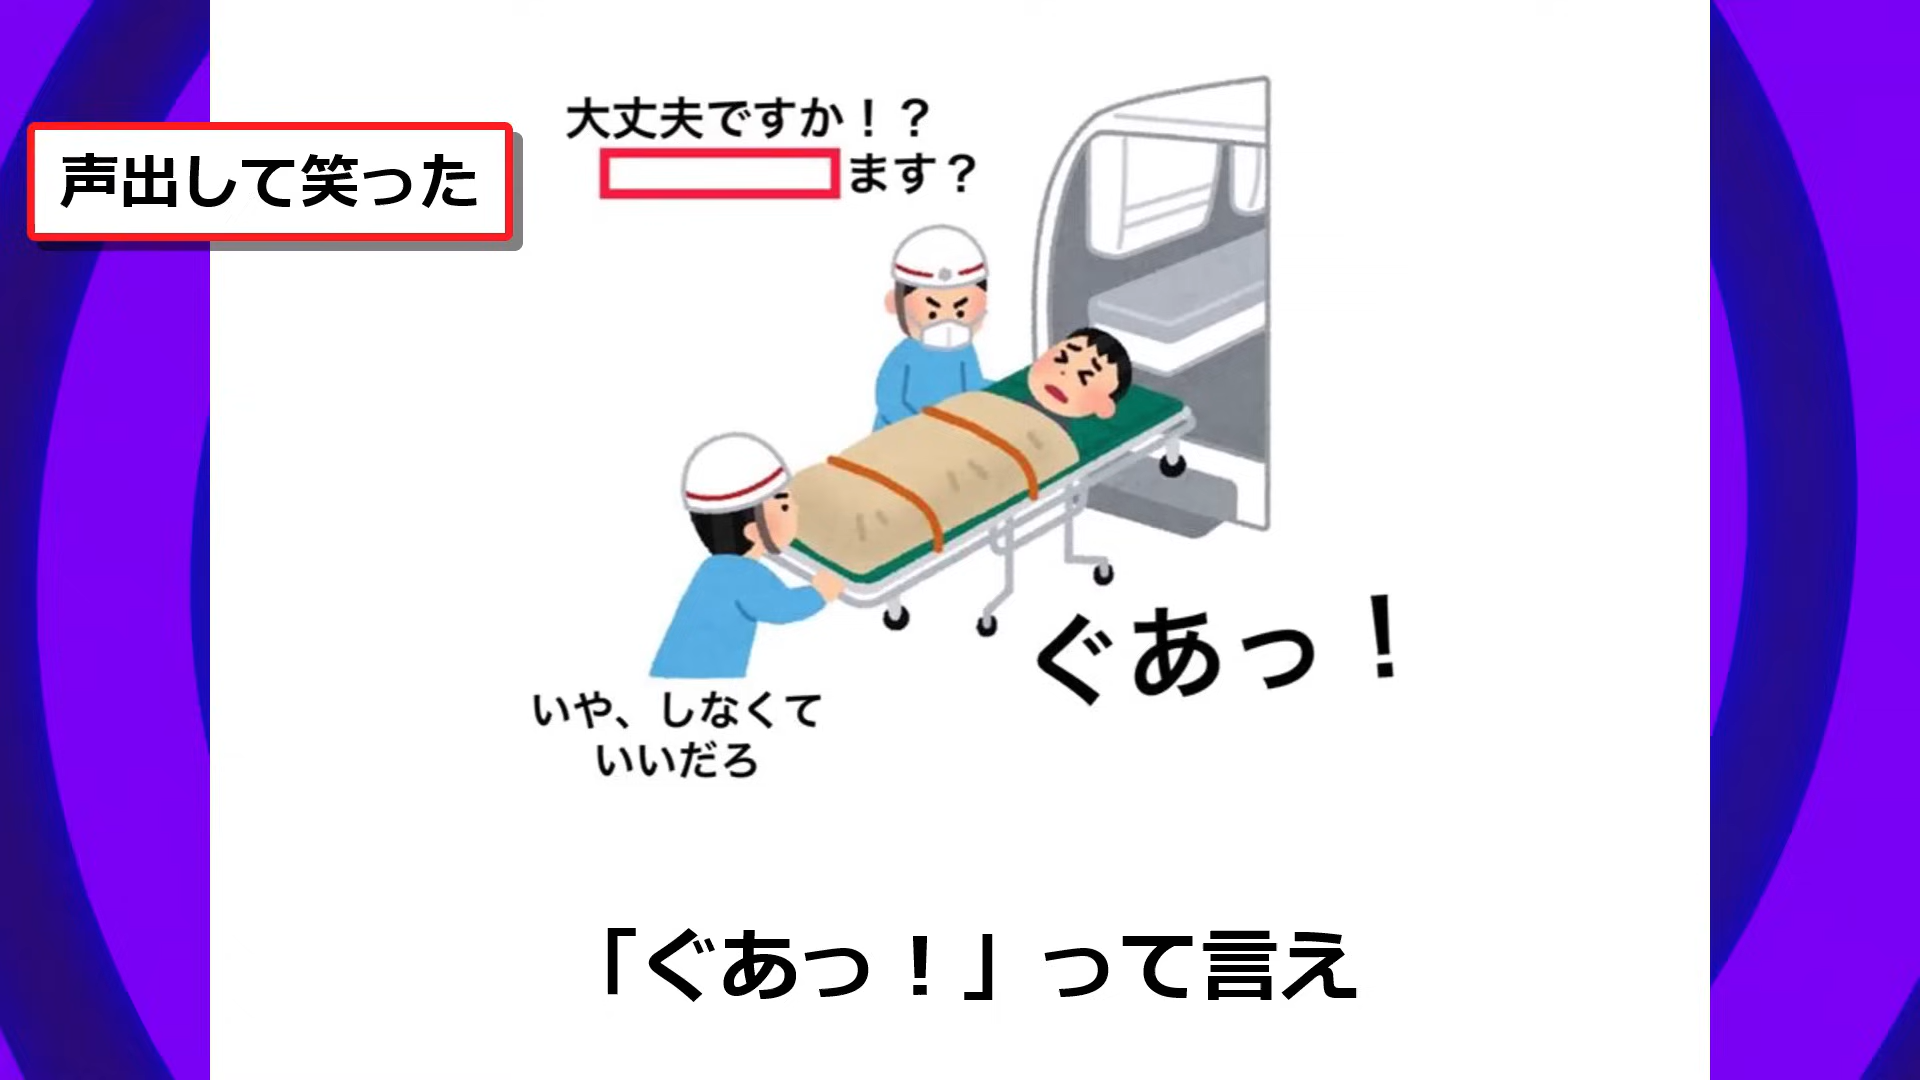 声出して笑った
大丈夫ですか！？
ます？
いや、しなくて
いいだろ
ぐあっ！
「ぐあっ！」って言え